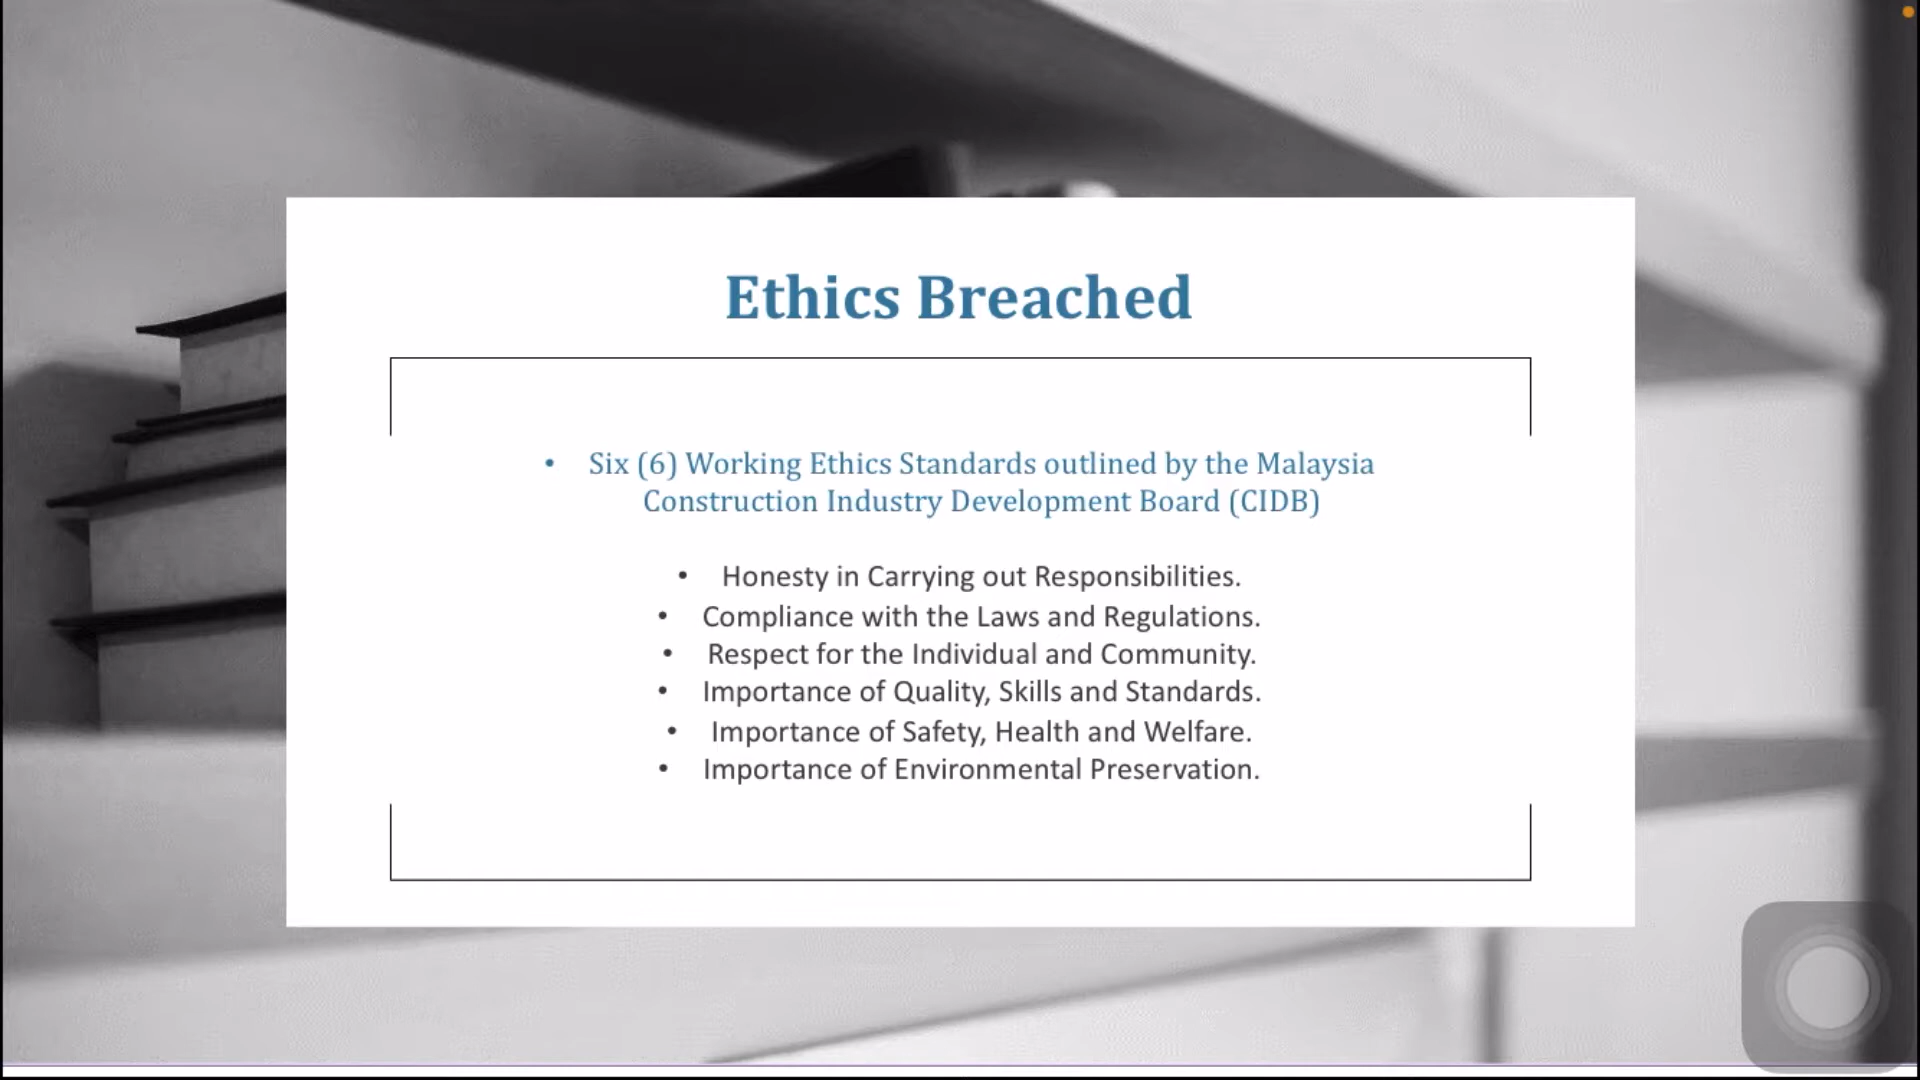 Ethics Breached
• Six (6) Working Ethics Standards outlined by the Malaysia
Construction Industry Development Board (CIDB)
• Honesty in Carrying out Responsibilities.
• Compliance with the Laws and Regulations.
• Respect for the Individual and Community.
• Importance of Quality, Skills and Standards.
• Importance of Safety, Health and Welfare.
• Importance of Environmental Preservation.